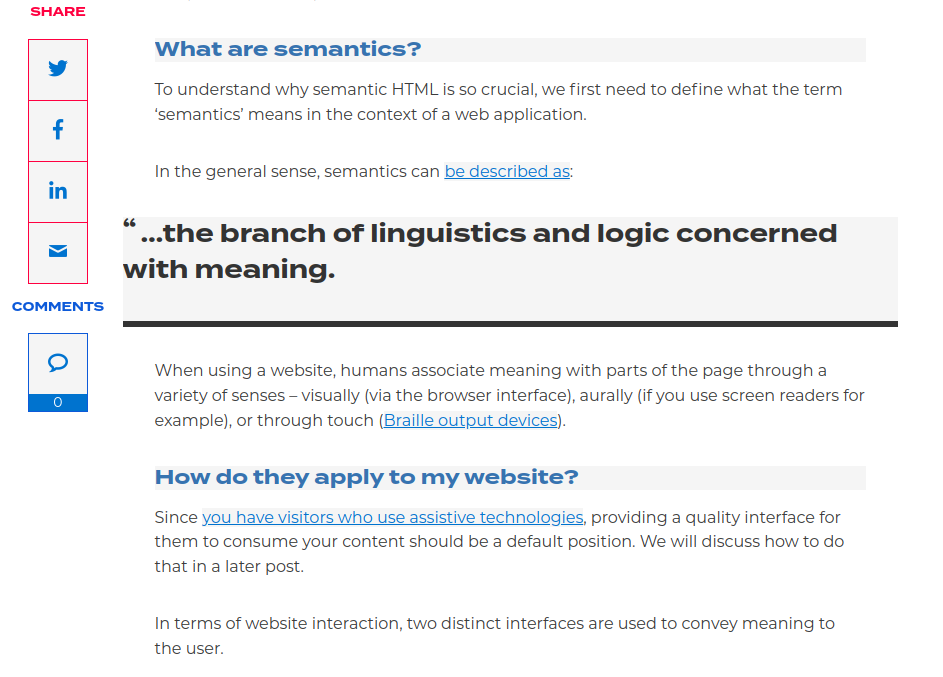 SHARE
COMMENTS
0
What are semantics?
To understand why semantic HTML is so crucial, we first need to define what the term
‘semantics’ means in the context of a web application.
In the general sense, semantics can be described as:
“ …the branch of linguistics and logic concerned
with meaning.
When using a website, humans associate meaning with parts of the page through a
variety of senses – visually (via the browser interface), aurally (if you use screen readers for
example), or through touch (Braille output devices).
How do they apply to my website?
Since you have visitors who use assistive technologies, providing a quality interface for
them to consume your content should be a default position. We will discuss how to do
that in a later post.
In terms of website interaction, two distinct interfaces are used to convey meaning to
the user.